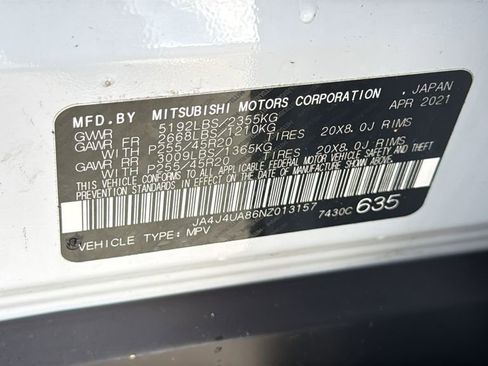 MFD.BY MITSUBISHI MOTORS CORPORATION, JAPAN
GVWR 5192LBS/2355KG APR 2021
GAWR FR 2668LBS/1210KG
WITH P255/45R20 TIRES 20X8.0J RIMS
GAWR RR 3009LBS/1365KG
WITH P255/45R20 TIRES 20X8.0J RIMS
THIS VEHICLE CONFORMS TO ALL APPLICABLE FEDERAL MOTOR VEHICLE SAFETY, BUMPER, AND THEFT
PREVENTION STANDARDS IN EFFECT ON THE DATE OF MANUFACTURE SHOWN ABOVE.
JA4J4UA86NZ013157 7430C 635
VEHICLE TYPE: MPV